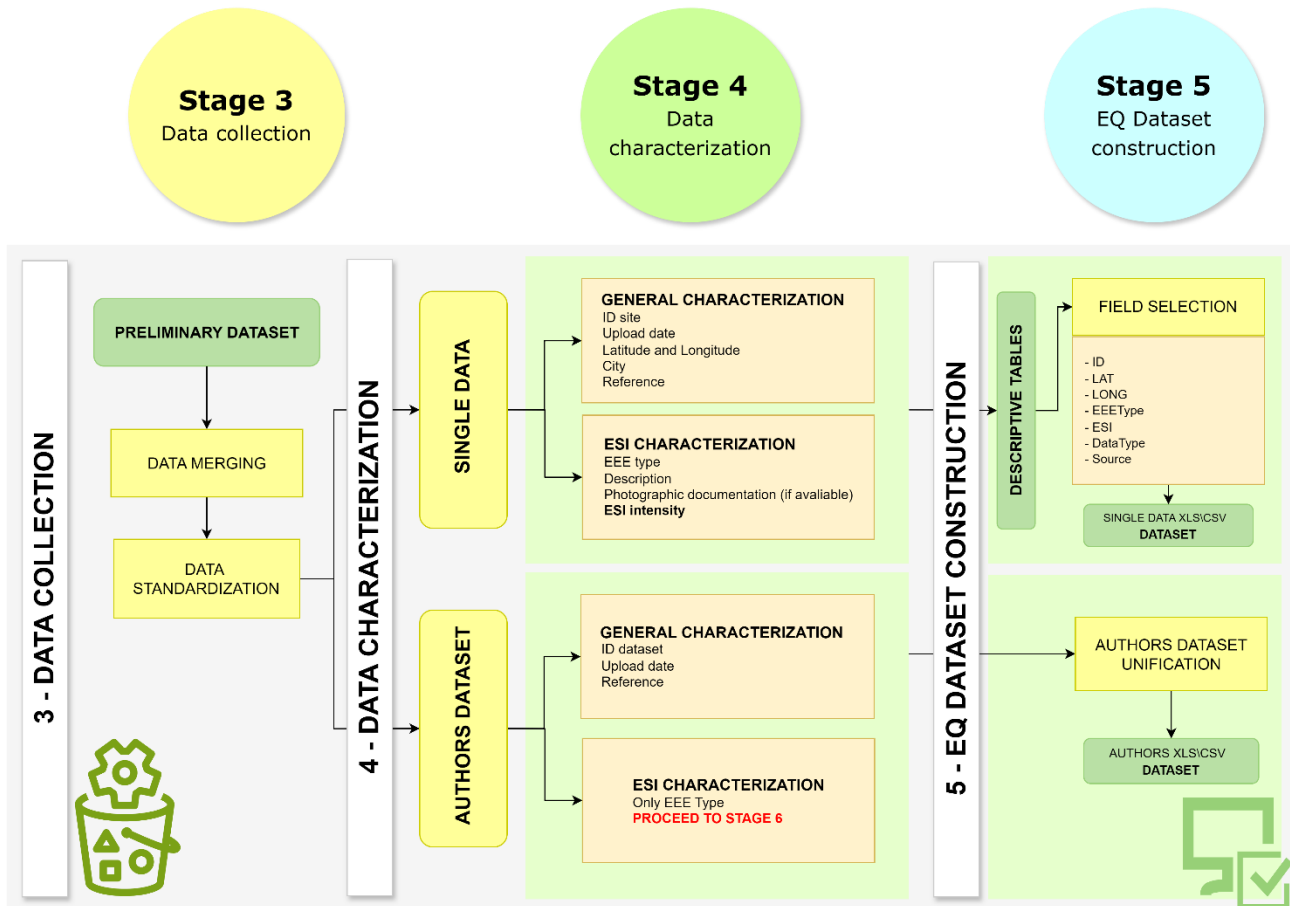 Stage 3
Data collection
Stage 4
Data
characterization
Stage 5
EQ Dataset
construction
3 - DATA COLLECTION
PRELIMINARY DATASET
DATA MERGING
DATA
STANDARDIZATION
4 - DATA CHARACTERIZATION
SINGLE DATA
GENERAL CHARACTERIZATION
ID site
Upload date
Latitude and Longitude
City
Reference
ESI CHARACTERIZATION
EEE type
Description
Photographic documentation (if avaliable)
ESI intensity
AUTHORS DATASET
GENERAL CHARACTERIZATION
ID dataset
Upload date
Reference
ESI CHARACTERIZATION
Only EEE Type
PROCEED TO STAGE 6
5 - EQ DATASET CONSTRUCTION
DESCRIPTIVE TABLES
FIELD SELECTION
- ID
- LAT
- LONG
- EEEType
- ESI
- DataType
- Source
SINGLE DATA XLS\CSV
DATASET
AUTHORS DATASET
UNIFICATION
AUTHORS XLS\CSV
DATASET